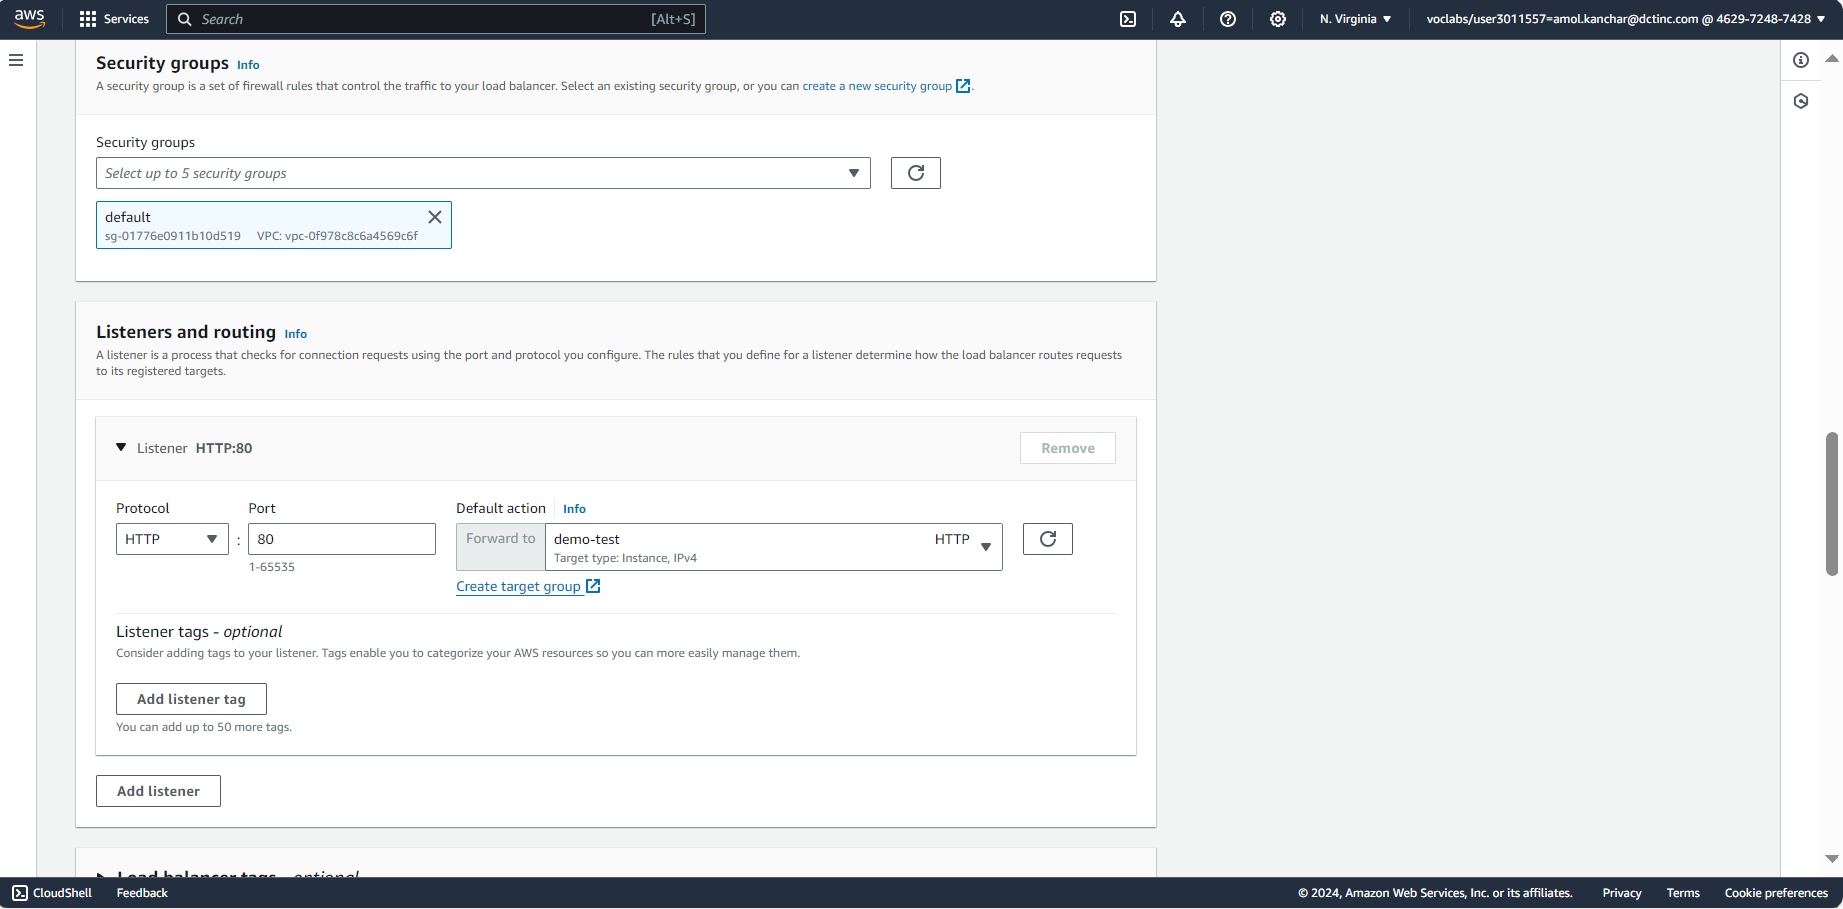 aws Services Search [Alt+S] N. Virginia voclabs/user3011557=amol.kanchar@dctinc.com @ 4629-7248-7428
Security groups Info
A security group is a set of firewall rules that control the traffic to your load balancer. Select an existing security group, or you can create a new security group.
Security groups
Select up to 5 security groups
default
sg-01776e0911b10d519 VPC: vpc-0f978c8c6a4569c6f
Listeners and routing Info
A listener is a process that checks for connection requests using the port and protocol you configure. The rules that you define for a listener determine how the load balancer routes requests
to its registered targets.
Listener HTTP:80 Remove
Protocol Port Default action Info
HTTP : 80 Forward to demo-test HTTP
Target type: Instance, IPv4
1-65535
Create target group
Listener tags - optional
Consider adding tags to your listener. Tags enable you to categorize your AWS resources so you can more easily manage them.
Add listener tag
You can add up to 50 more tags.
Add listener
Load balancer tags - optional
CloudShell Feedback © 2024, Amazon Web Services, Inc. or its affiliates. Privacy Terms Cookie preferences